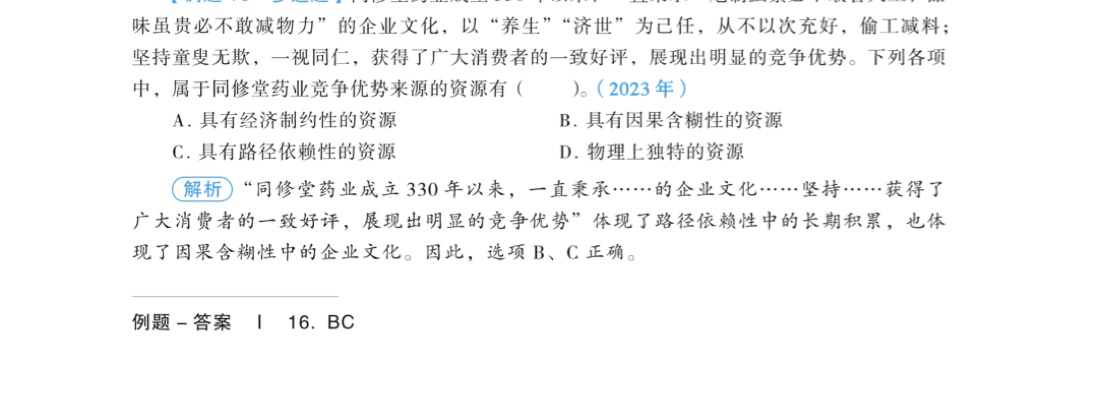 味虽贵必不敢减物力”的企业文化，以“养生”“济世”为己任，从不以次充好，偷工减料；
坚持童叟无欺，一视同仁，获得了广大消费者的一致好评，展现出明显的竞争优势。下列各项
中，属于同修堂药业竞争优势来源的资源有（　　）。（2023 年）
A. 具有经济制约性的资源　　B. 具有因果含糊性的资源
C. 具有路径依赖性的资源　　D. 物理上独特的资源
解析 “同修堂药业成立 330 年以来，一直秉承……的企业文化……坚持……获得了
广大消费者的一致好评，展现出明显的竞争优势”体现了路径依赖性中的长期积累，也体
现了因果含糊性中的企业文化。因此，选项 B、C 正确。
例题 – 答案 | 16. BC